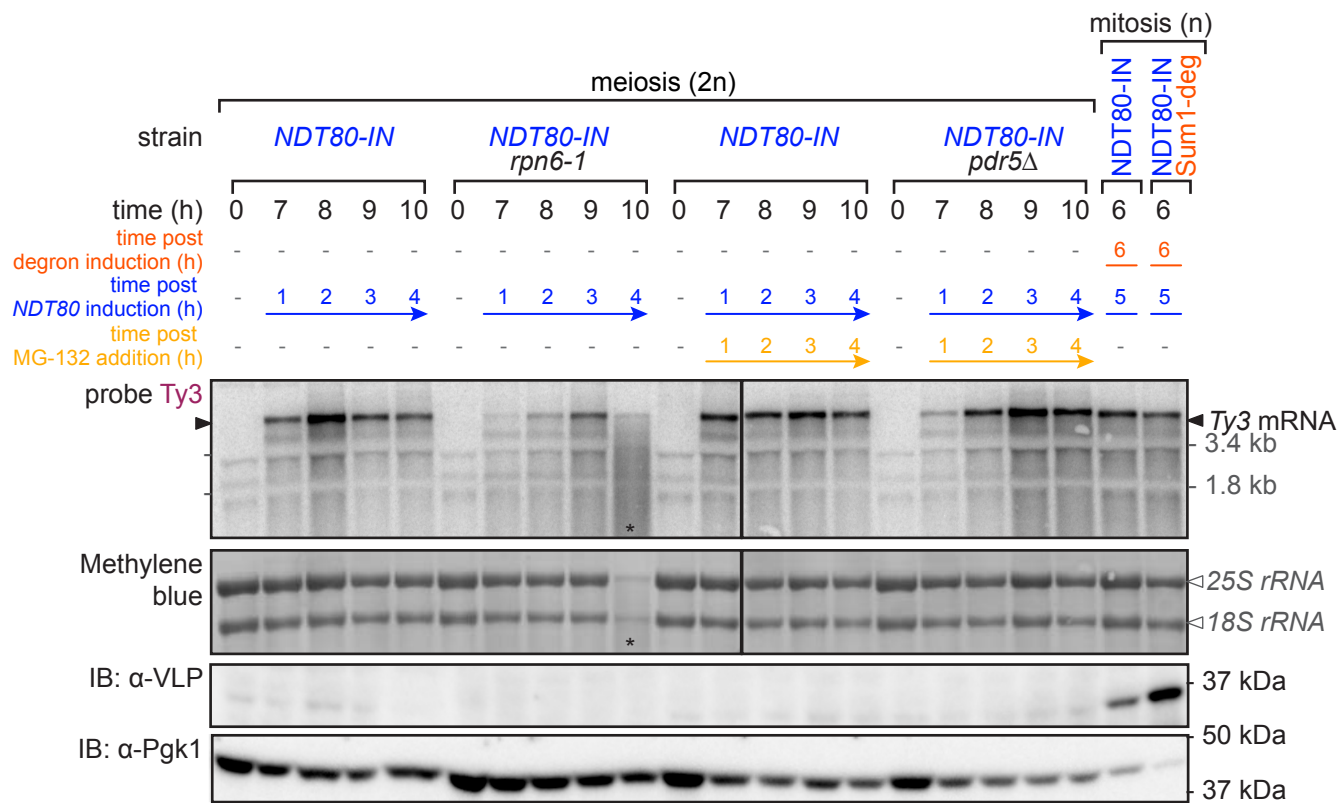 mitosis (n)
meiosis (2n)
NDT80-IN
NDT80-IN
Sum1-deg
strain
NDT80-IN
NDT80-IN
rpn6-1
NDT80-IN
NDT80-IN
pdr5Δ
time (h) 0 7 8 9 10 0 7 8 9 10 0 7 8 9 10 0 7 8 9 10 6 6
time post
degron induction (h) - - - - - - - - - - - - - - - - - - - - 6 6
time post
NDT80 induction (h) - 1 2 3 4 - 1 2 3 4 - 1 2 3 4 - 1 2 3 4 5 5
time post
MG-132 addition (h) - - - - - - - - - - - 1 2 3 4 - 1 2 3 4 - -
probe Ty3
Ty3 mRNA
- 3.4 kb
- 1.8 kb
*
Methylene
blue
25S rRNA
18S rRNA
*
IB: α-VLP
- 37 kDa
- 50 kDa
IB: α-Pgk1
- 37 kDa